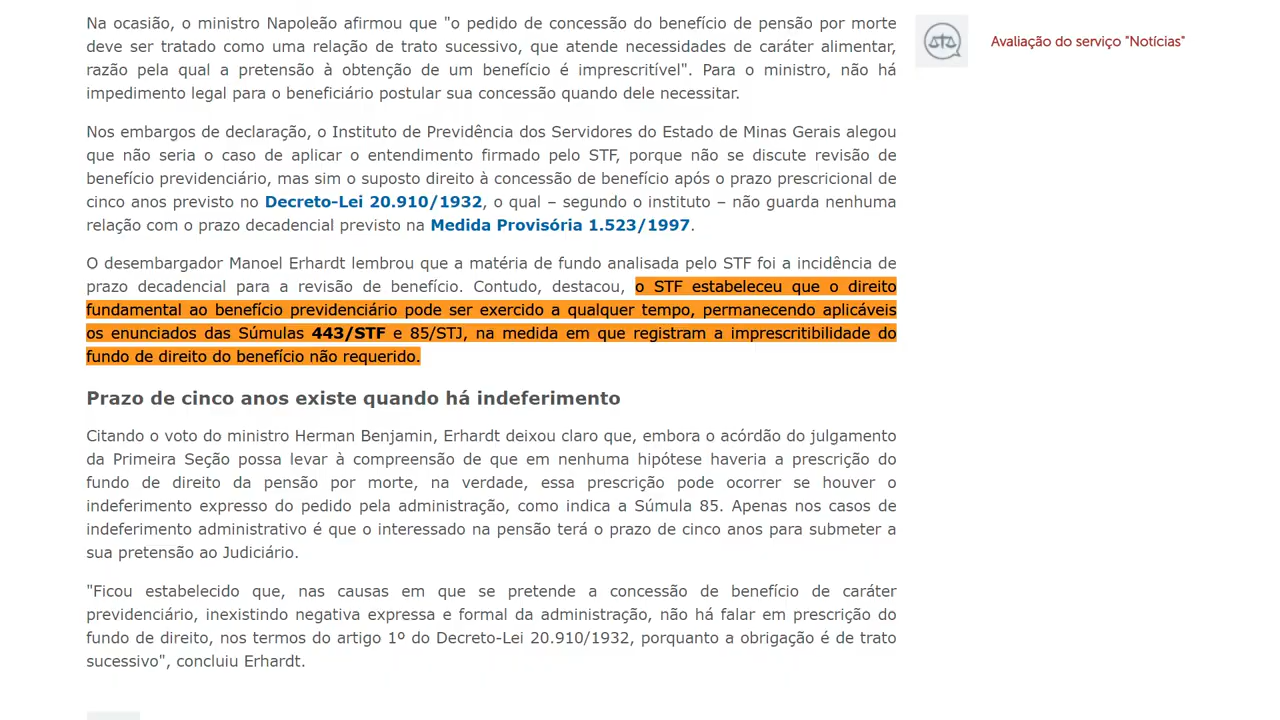 Na ocasião, o ministro Napoleão afirmou que "o pedido de concessão do benefício de pensão por morte
deve ser tratado como uma relação de trato sucessivo, que atende necessidades de caráter alimentar,
razão pela qual a pretensão à obtenção de um benefício é imprescritível". Para o ministro, não há
impedimento legal para o beneficiário postular sua concessão quando dele necessitar.
Nos embargos de declaração, o Instituto de Previdência dos Servidores do Estado de Minas Gerais alegou
que não seria o caso de aplicar o entendimento firmado pelo STF, porque não se discute revisão de
benefício previdenciário, mas sim o suposto direito à concessão de benefício após o prazo prescricional de
cinco anos previsto no Decreto-Lei 20.910/1932, o qual – segundo o instituto – não guarda nenhuma
relação com o prazo decadencial previsto na Medida Provisória 1.523/1997.
O desembargador Manoel Erhardt lembrou que a matéria de fundo analisada pelo STF foi a incidência de
prazo decadencial para a revisão de benefício. Contudo, destacou, o STF estabeleceu que o direito
fundamental ao benefício previdenciário pode ser exercido a qualquer tempo, permanecendo aplicáveis
os enunciados das Súmulas 443/STF e 85/STJ, na medida em que registram a imprescritibilidade do
fundo de direito do benefício não requerido.
Prazo de cinco anos existe quando há indeferimento
Citando o voto do ministro Herman Benjamin, Erhardt deixou claro que, embora o acórdão do julgamento
da Primeira Seção possa levar à compreensão de que em nenhuma hipótese haveria a prescrição do
fundo de direito da pensão por morte, na verdade, essa prescrição pode ocorrer se houver o
indeferimento expresso do pedido pela administração, como indica a Súmula 85. Apenas nos casos de
indeferimento administrativo é que o interessado na pensão terá o prazo de cinco anos para submeter a
sua pretensão ao Judiciário.
"Ficou estabelecido que, nas causas em que se pretende a concessão de benefício de caráter
previdenciário, inexistindo negativa expressa e formal da administração, não há falar em prescrição do
fundo de direito, nos termos do artigo 1º do Decreto-Lei 20.910/1932, porquanto a obrigação é de trato
sucessivo", concluiu Erhardt.
Avaliação do serviço "Notícias"